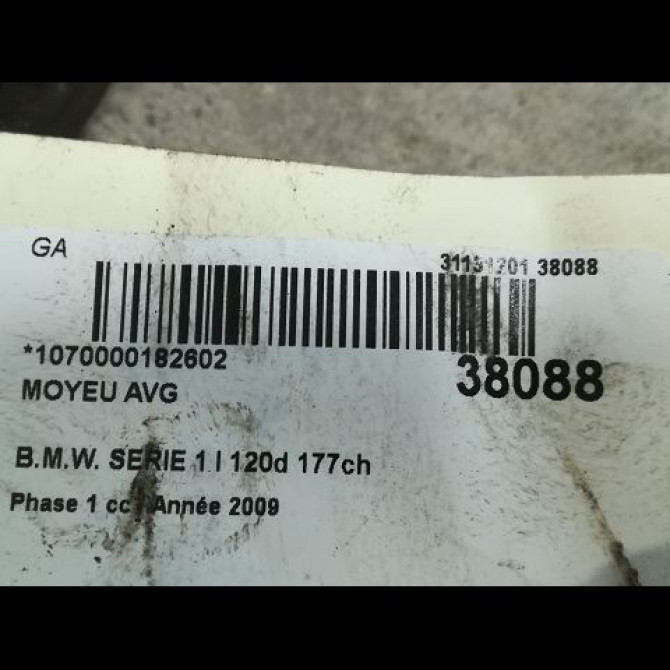 GA
38088
*1070000182602
38088
MOYEU AVG
B.M.W. SERIE 1 I 120d 177ch
Phase 1 cc Année 2009